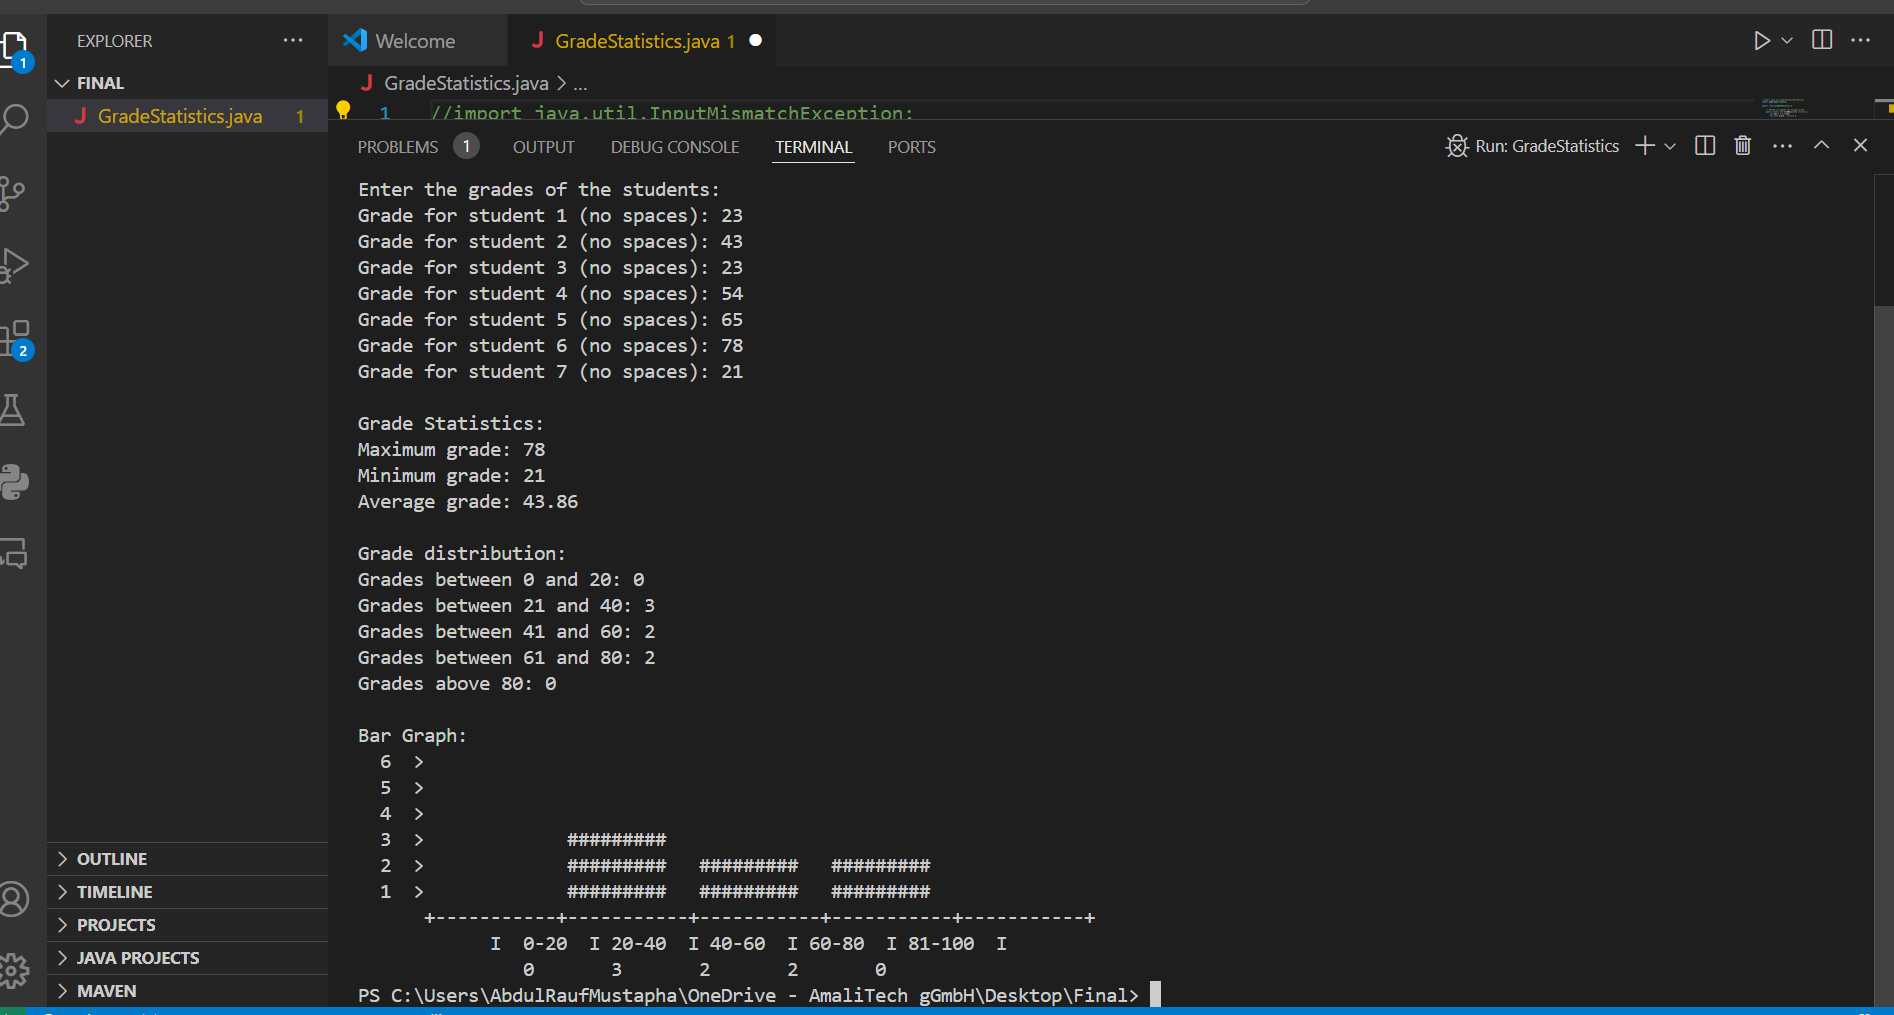 EXPLORER
FINAL
GradeStatistics.java 1
OUTLINE
TIMELINE
PROJECTS
JAVA PROJECTS
MAVEN
1
2
Welcome
GradeStatistics.java 1
GradeStatistics.java > ...
1 //import java.util.InputMismatchException;
PROBLEMS 1 OUTPUT DEBUG CONSOLE TERMINAL PORTS
Run: GradeStatistics
Enter the grades of the students:
Grade for student 1 (no spaces): 23
Grade for student 2 (no spaces): 43
Grade for student 3 (no spaces): 23
Grade for student 4 (no spaces): 54
Grade for student 5 (no spaces): 65
Grade for student 6 (no spaces): 78
Grade for student 7 (no spaces): 21
Grade Statistics:
Maximum grade: 78
Minimum grade: 21
Average grade: 43.86
Grade distribution:
Grades between 0 and 20: 0
Grades between 21 and 40: 3
Grades between 41 and 60: 2
Grades between 61 and 80: 2
Grades above 80: 0
Bar Graph:
6 >
5 >
4 >
3 > #########
2 > ######### ######### #########
1 > ######### ######### #########
+-----------+-----------+-----------+-----------+-----------+
I 0-20 I 20-40 I 40-60 I 60-80 I 81-100 I
0 3 2 2 0
PS C:\Users\AbdulRaufMustapha\OneDrive - AmaliTech gGmbH\Desktop\Final>